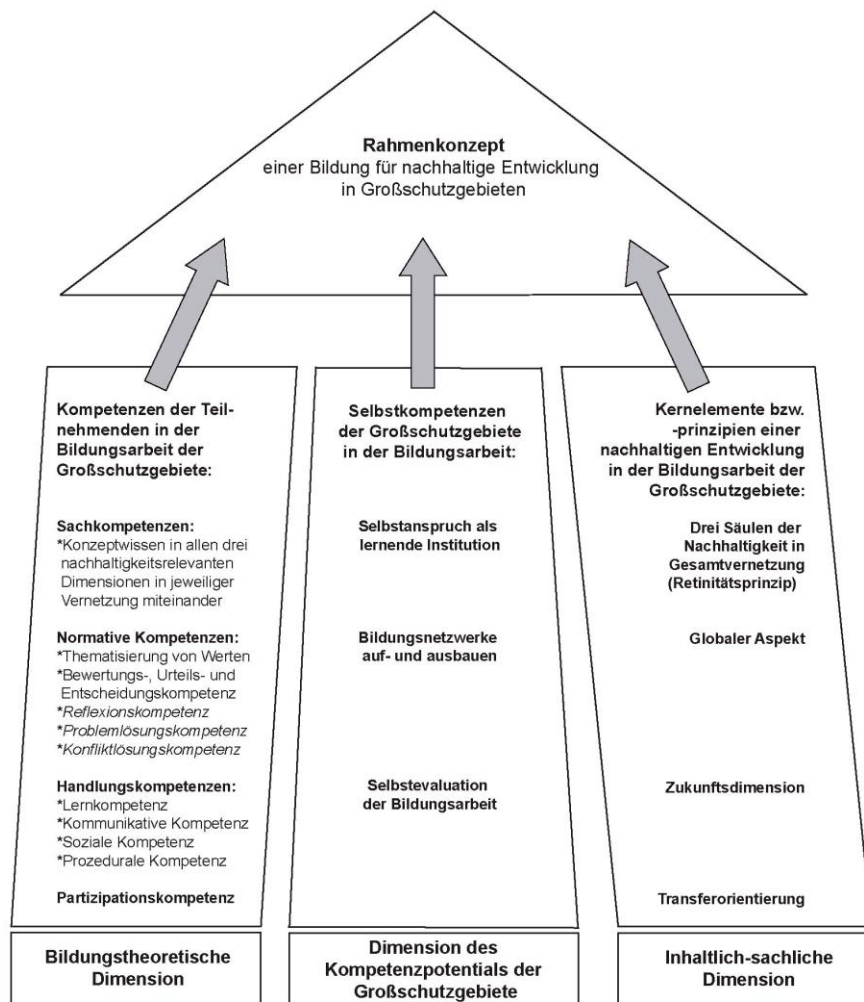 Rahmenkonzept
einer Bildung für nachhaltige Entwicklung
in Großschutzgebieten
Kompetenzen der Teil-
nehmenden in der
Bildungsarbeit der
Großschutzgebiete:
Sachkompetenzen:
*Konzeptwissen in allen drei
nachhaltigkeitsrelevanten
Dimensionen in jeweiliger
Vernetzung miteinander
Normative Kompetenzen:
*Thematisierung von Werten
*Bewertungs-, Urteils- und
Entscheidungskompetenz
*Reflexionskompetenz
*Problemlösungskompetenz
*Konfliktlösungskompetenz
Handlungskompetenzen:
*Lernkompetenz
*Kommunikative Kompetenz
*Soziale Kompetenz
*Prozedurale Kompetenz
Partizipationskompetenz
Bildungstheoretische
Dimension
Selbstkompetenzen
der Großschutzgebiete
in der Bildungsarbeit:
Selbstanspruch als
lernende Institution
Bildungsnetzwerke
auf- und ausbauen
Selbstevaluation
der Bildungsarbeit
Dimension des
Kompetenzpotentials der
Großschutzgebiete
Kernelemente bzw.
-prinzipien einer
nachhaltigen Entwicklung
in der Bildungsarbeit der
Großschutzgebiete:
Drei Säulen der
Nachhaltigkeit in
Gesamtvernetzung
(Retinitätsprinzip)
Globaler Aspekt
Zukunftsdimension
Transferorientierung
Inhaltlich-sachliche
Dimension